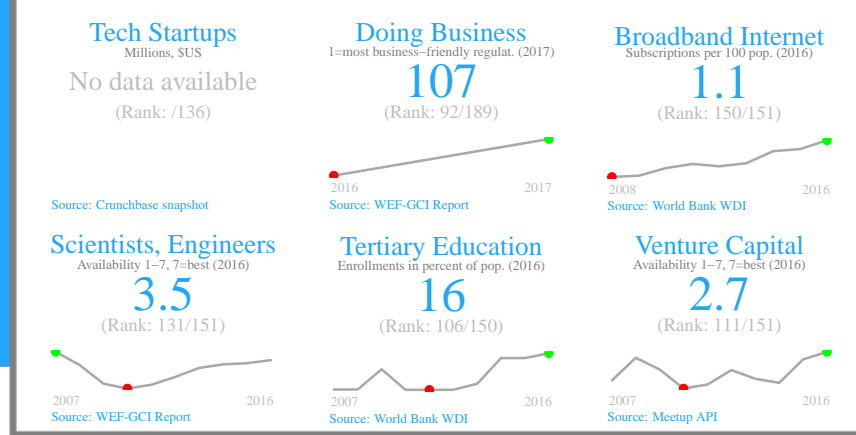 Tech Startups
Millions, $US
No data available
(Rank: /136)
Source: Crunchbase snapshot
Doing Business
1=most business–friendly regulat. (2017)
107
(Rank: 92/189)
2016 2017
Source: WEF-GCI Report
Broadband Internet
Subscriptions per 100 pop. (2016)
1.1
(Rank: 150/151)
2008 2016
Source: World Bank WDI
Scientists, Engineers
Availability 1–7, 7=best (2016)
3.5
(Rank: 131/151)
2007 2016
Source: WEF-GCI Report
Tertiary Education
Enrollments in percent of pop. (2016)
16
(Rank: 106/150)
2007 2016
Source: World Bank WDI
Venture Capital
Availability 1–7, 7=best (2016)
2.7
(Rank: 111/151)
2007 2016
Source: Meetup API